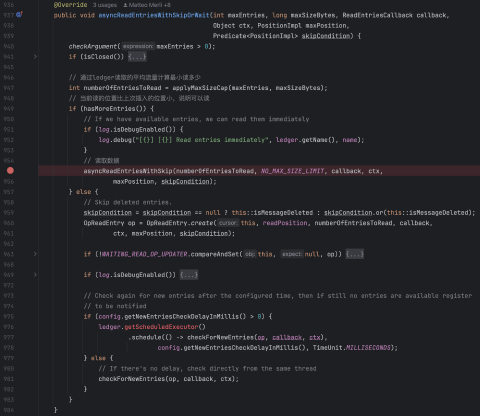 936 @Override 3 usages Matteo Merli +8
937 public void asyncReadEntriesWithSkipOrWait(int maxEntries, long maxSizeBytes, ReadEntriesCallback callback,
938 Object ctx, PositionImpl maxPosition,
939 Predicate<PositionImpl> skipCondition) {
940 checkArgument( expression: maxEntries > 0);
941 if (isClosed()) {...}
945
946 // 通过ledger读取的平均流量计算最小读多少
947 int numberOfEntriesToRead = applyMaxSizeCap(maxEntries, maxSizeBytes);
948 // 当前读的位置比上次插入的位置小，说明可以读
949 if (hasMoreEntries()) {
950 // If we have available entries, we can read them immediately
951 if (log.isDebugEnabled()) {
952 log.debug("[{}] [{}] Read entries immediately", ledger.getName(), name);
953 }
954 // 读取数据
asyncReadEntriesWithSkip(numberOfEntriesToRead, NO_MAX_SIZE_LIMIT, callback, ctx,
956 maxPosition, skipCondition);
957 } else {
958 // Skip deleted entries.
959 skipCondition = skipCondition == null ? this::isMessageDeleted : skipCondition.or(this::isMessageDeleted);
960 OpReadEntry op = OpReadEntry.create( cursor: this, readPosition, numberOfEntriesToRead, callback,
961 ctx, maxPosition, skipCondition);
962
963 if (!WAITING_READ_OP_UPDATER.compareAndSet( obj: this, expect: null, op)) {...}
968
969 if (log.isDebugEnabled()) {...}
973
974 // Check again for new entries after the configured time, then if still no entries are available register
975 // to be notified
976 if (config.getNewEntriesCheckDelayInMillis() > 0) {
977 ledger.getScheduledExecutor()
978 .schedule(() -> checkForNewEntries(op, callback, ctx),
979 config.getNewEntriesCheckDelayInMillis(), TimeUnit.MILLISECONDS);
980 } else {
981 // If there's no delay, check directly from the same thread
982 checkForNewEntries(op, callback, ctx);
983 }
984 }
}